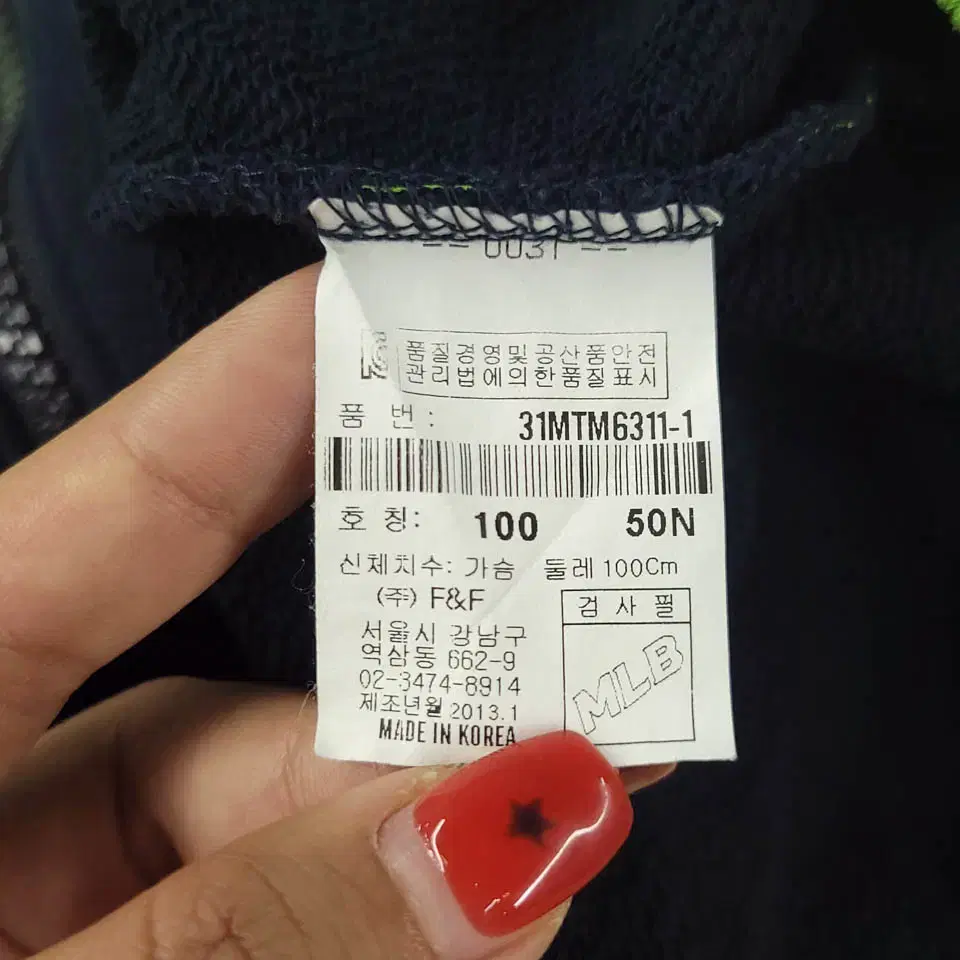 -- 0031 --
품질경영및공산품안전
관리법에의한품질표시
품 번 : 31MTM6311-1
호 칭: 100 50N
신체치수: 가슴 둘레 100Cm
(주) F&F
검 사 필
서울시 강남구
역삼동 662-9
MLB
02-3474-8914
제조년월 2013.1
MADE IN KOREA